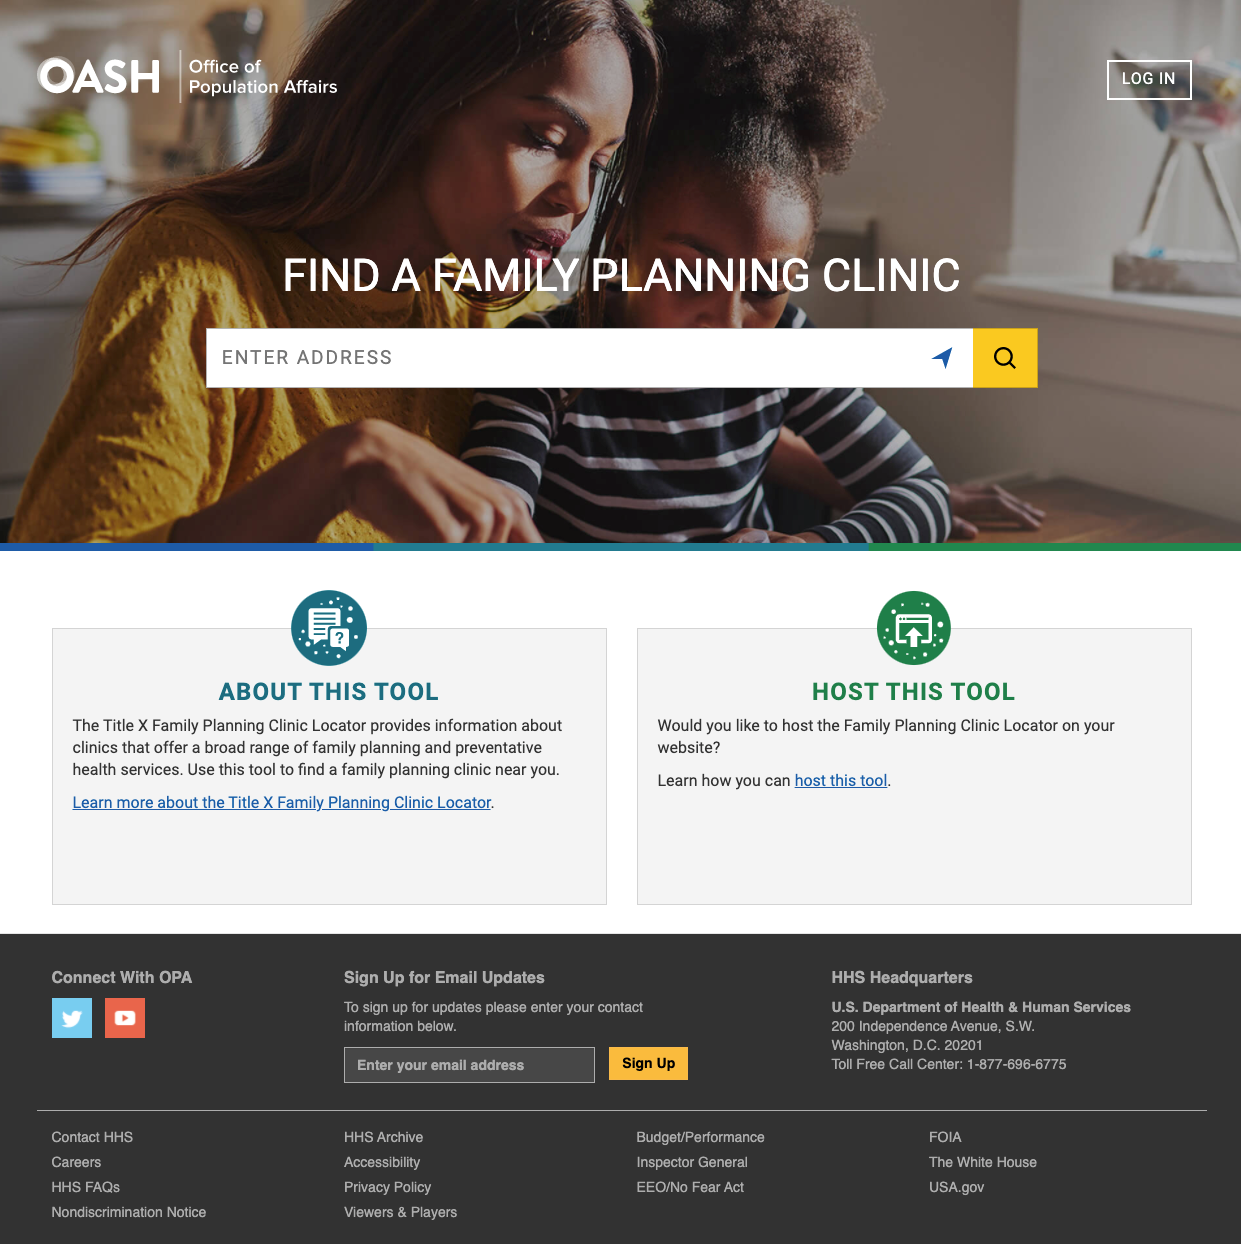 OASH
Office of
Population Affairs
LOG IN
FIND A FAMILY PLANNING CLINIC
ENTER ADDRESS
ABOUT THIS TOOL
The Title X Family Planning Clinic Locator provides information about
clinics that offer a broad range of family planning and preventative
health services. Use this tool to find a family planning clinic near you.
Learn more about the Title X Family Planning Clinic Locator.
HOST THIS TOOL
Would you like to host the Family Planning Clinic Locator on your
website?
Learn how you can host this tool.
Connect With OPA
Sign Up for Email Updates
To sign up for updates please enter your contact
information below.
Enter your email address
Sign Up
HHS Headquarters
U.S. Department of Health & Human Services
200 Independence Avenue, S.W.
Washington, D.C. 20201
Toll Free Call Center: 1-877-696-6775
Contact HHS
Careers
HHS FAQs
Nondiscrimination Notice
HHS Archive
Accessibility
Privacy Policy
Viewers & Players
Budget/Performance
Inspector General
EEO/No Fear Act
FOIA
The White House
USA.gov